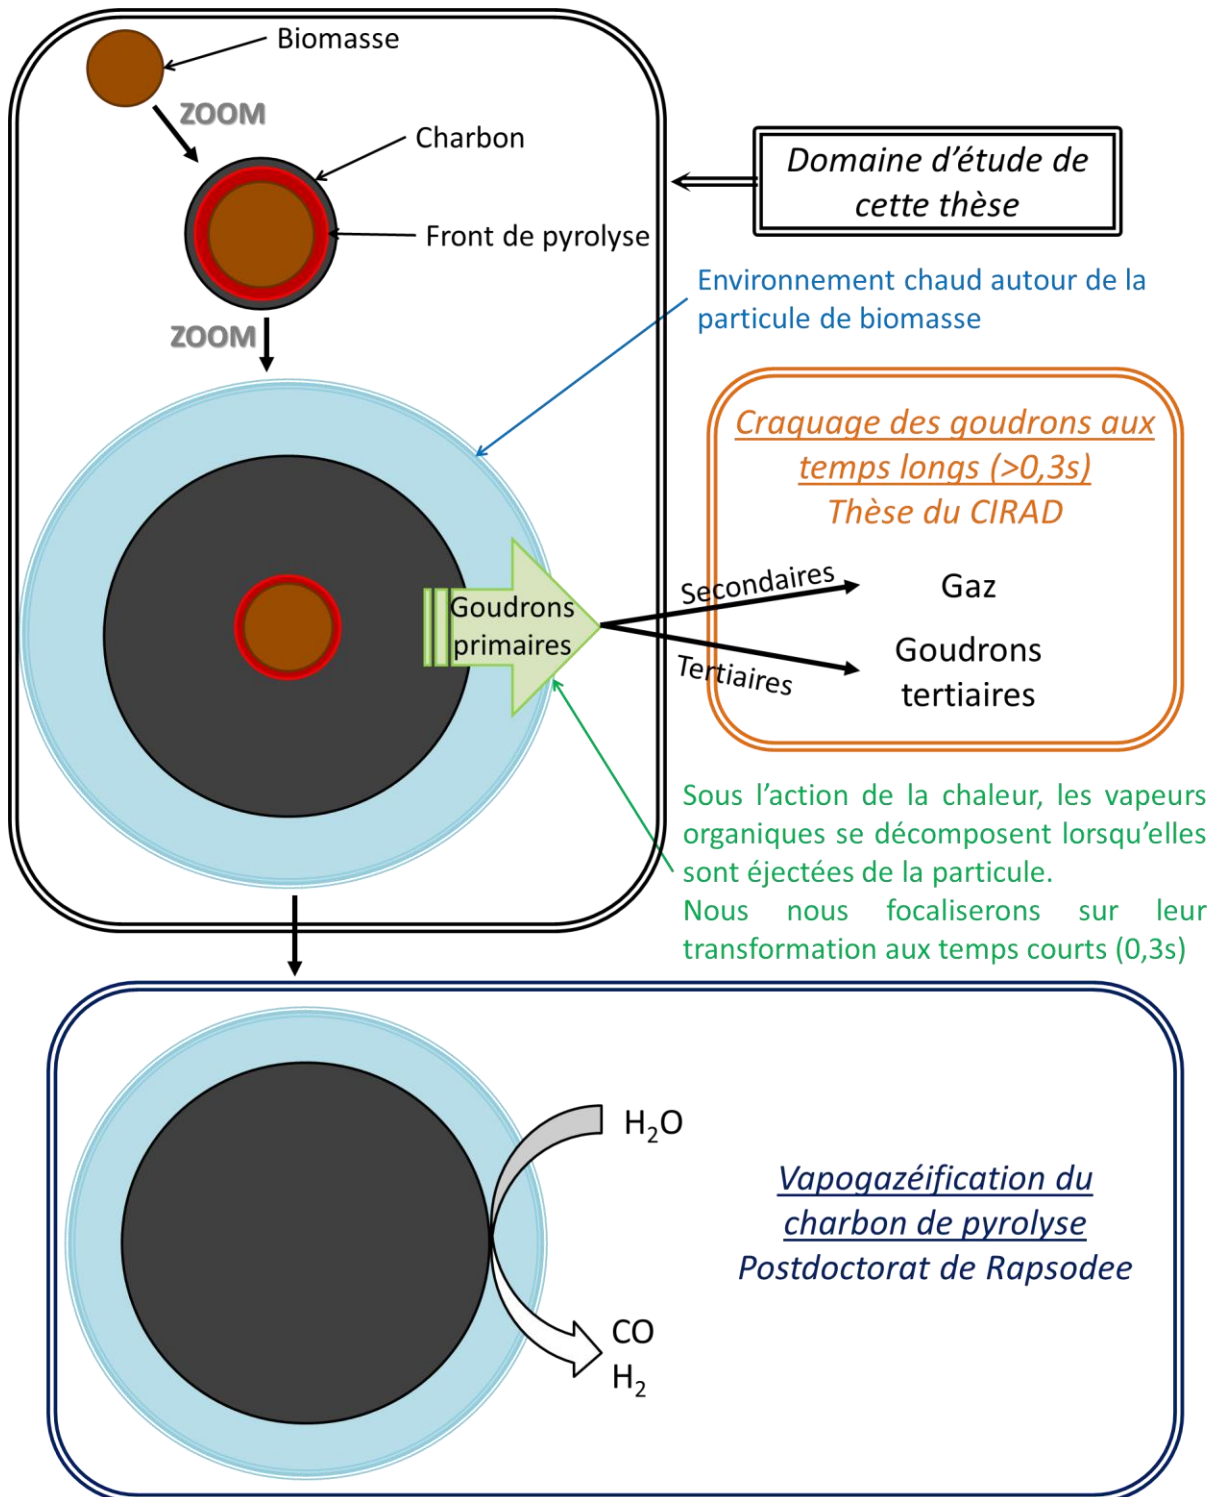 Biomasse
ZOOM
Charbon
Front de pyrolyse
ZOOM
Domaine d'étude de
cette thèse
Environnement chaud autour de la
particule de biomasse
Craquage des goudrons aux
temps longs (>0,3s)
Thèse du CIRAD
Goudrons
primaires
Secondaires
Gaz
Tertiaires
Goudrons
tertiaires
Sous l'action de la chaleur, les vapeurs
organiques se décomposent lorsqu'elles
sont éjectées de la particule.
Nous nous focaliserons sur leur
transformation aux temps courts (0,3s)
H₂O
CO
H₂
Vapogazéification du
charbon de pyrolyse
Postdoctorat de Rapsodee